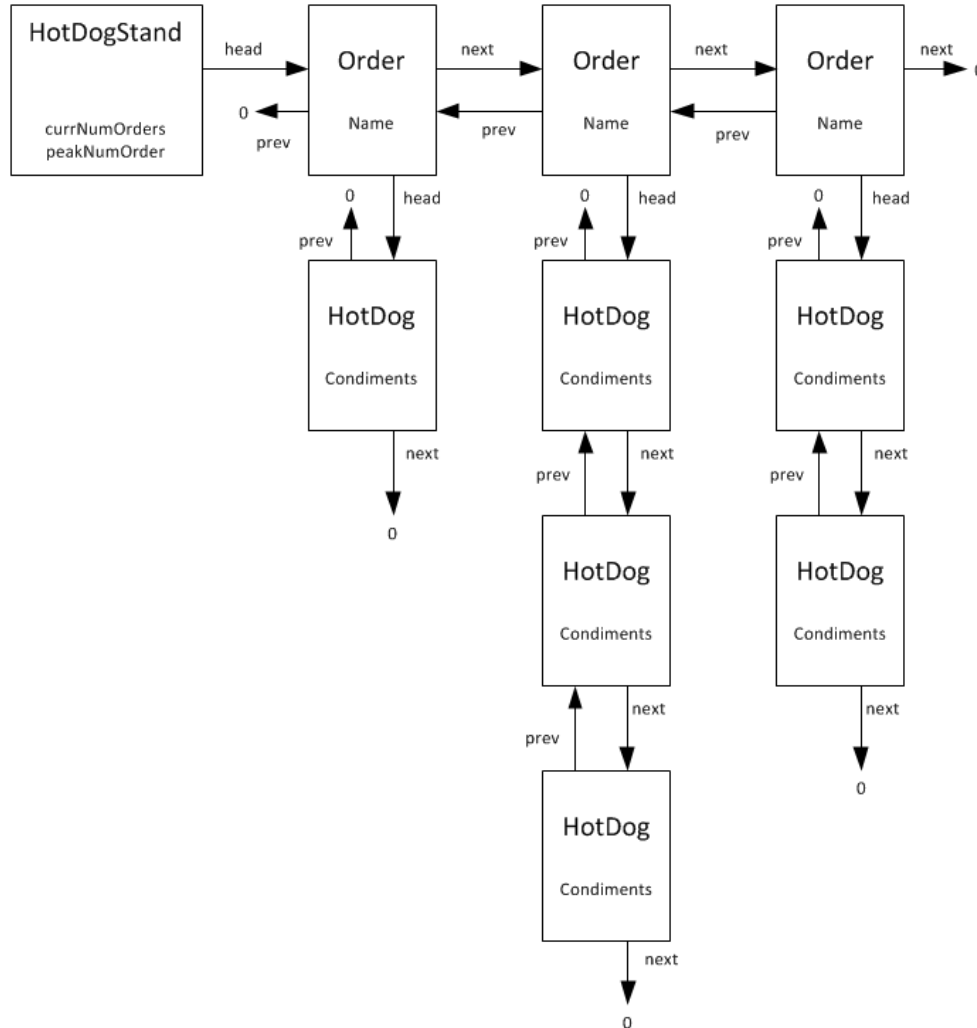 HotDogStand
currNumOrders
peakNumOrder
head
0
prev
Order
Name
next
prev
Order
Name
next
prev
Order
Name
next
0
prev
head
0
prev
head
0
prev
head
HotDog
Condiments
HotDog
Condiments
HotDog
Condiments
next
0
prev
next
prev
next
HotDog
Condiments
HotDog
Condiments
prev
next
next
0
HotDog
Condiments
next
0